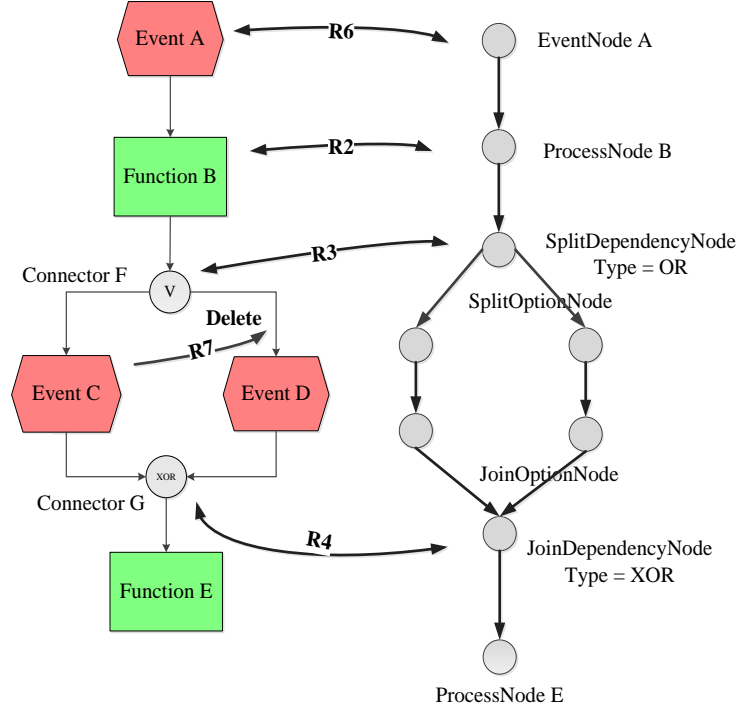 Event A
R6
EventNode A
Function B
R2
ProcessNode B
R3
SplitDependencyNode
Type = OR
Connector F
V
SplitOptionNode
Delete
R7
Event C
Event D
XOR
JoinOptionNode
Connector G
R4
JoinDependencyNode
Type = XOR
Function E
ProcessNode E